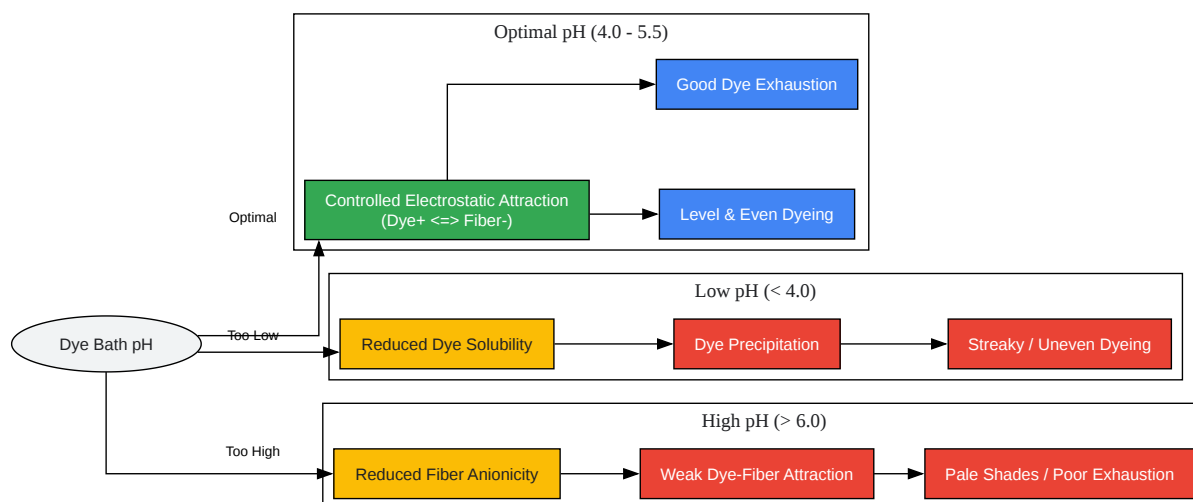 Optimal pH (4.0 - 5.5)
Good Dye Exhaustion
Controlled Electrostatic Attraction
(Dye+ <=> Fiber-)
Level & Even Dyeing
Optimal
Low pH (< 4.0)
Dye Bath pH
Too Low
Reduced Dye Solubility
Dye Precipitation
Streaky / Uneven Dyeing
High pH (> 6.0)
Too High
Reduced Fiber Anionicity
Weak Dye-Fiber Attraction
Pale Shades / Poor Exhaustion